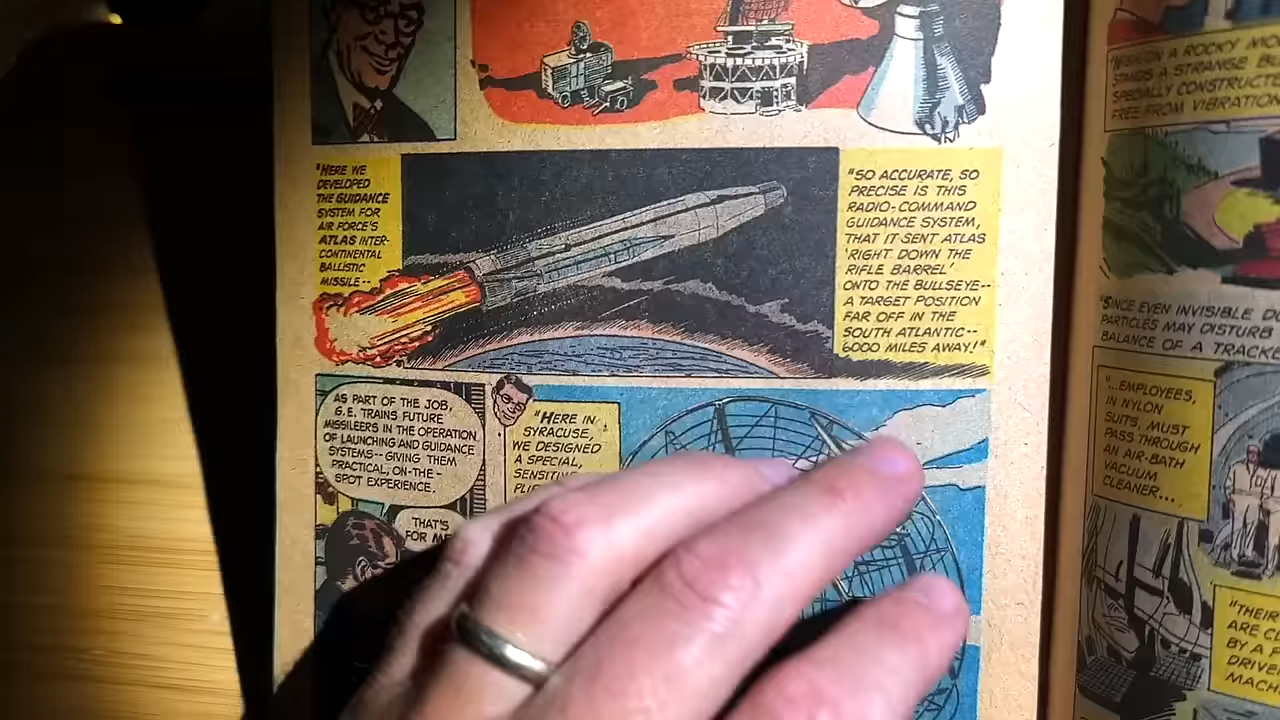 "HERE WE
DEVELOPED
THE GUIDANCE
SYSTEM FOR
AIR FORCE'S
ATLAS INTER-
CONTINENTAL
BALLISTIC
MISSILE--
"SO ACCURATE, SO
PRECISE IS THIS
RADIO-COMMAND
GUIDANCE SYSTEM,
THAT IT SENT ATLAS
'RIGHT DOWN THE
RIFLE BARREL'
ONTO THE BULLSEYE--
A TARGET POSITION
FAR OFF IN THE
SOUTH ATLANTIC--
6000 MILES AWAY!"
AS PART OF THE JOB,
G.E. TRAINS FUTURE
MISSILEERS IN THE OPERATION
OF LAUNCHING AND GUIDANCE
SYSTEMS--GIVING THEM
PRACTICAL, ON-THE-
SPOT EXPERIENCE.
THAT'S
FOR ME
"HERE IN
SYRACUSE,
WE DESIGNED
A SPECIAL,
A ROCKY
A STRANGE
SPECIALLY
FREE FROM VIBRATION
"SINCE EVEN INVISIBLE
PARTICLES MAY DISTURB
BALANCE OF A
"...EMPLOYEES,
IN NYLON
SUITS, MUST
PASS THROUGH
AN AIR-BATH
VACUUM
CLEANER...
"THEIR
ARE
BY A